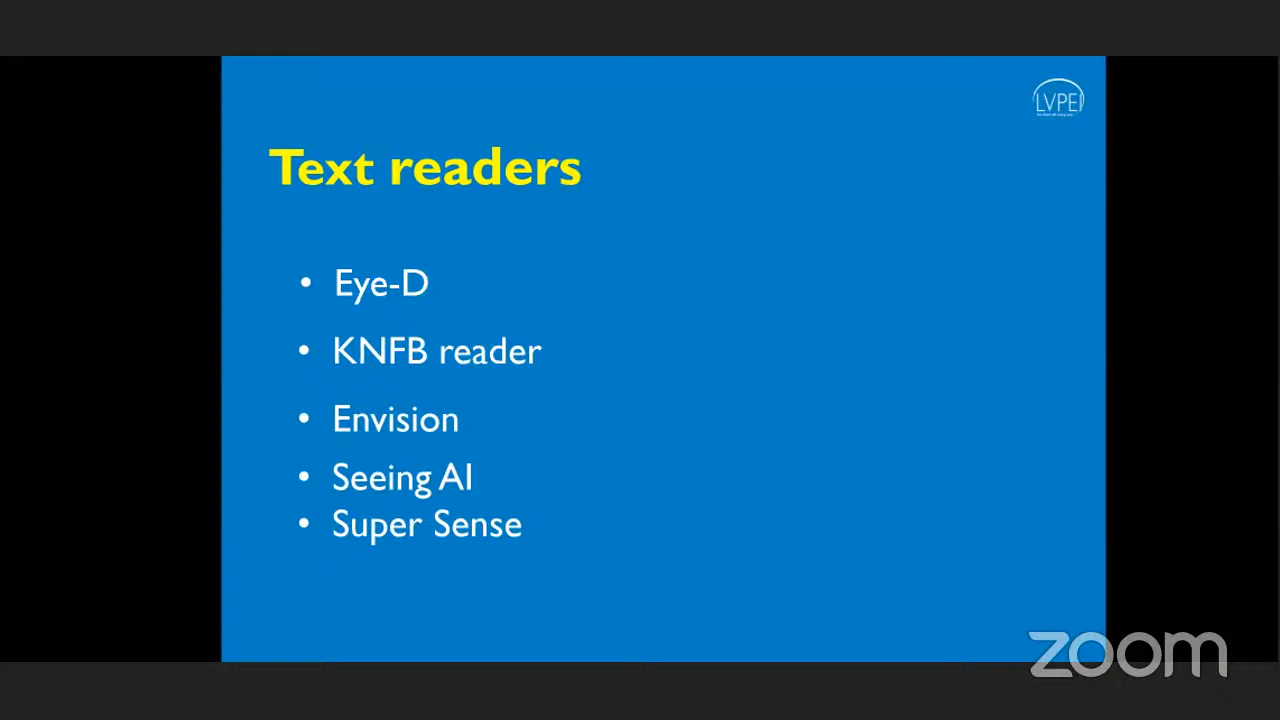 LVPEI
Text readers
• Eye-D
• KNFB reader
• Envision
• Seeing AI
• Super Sense
zoom